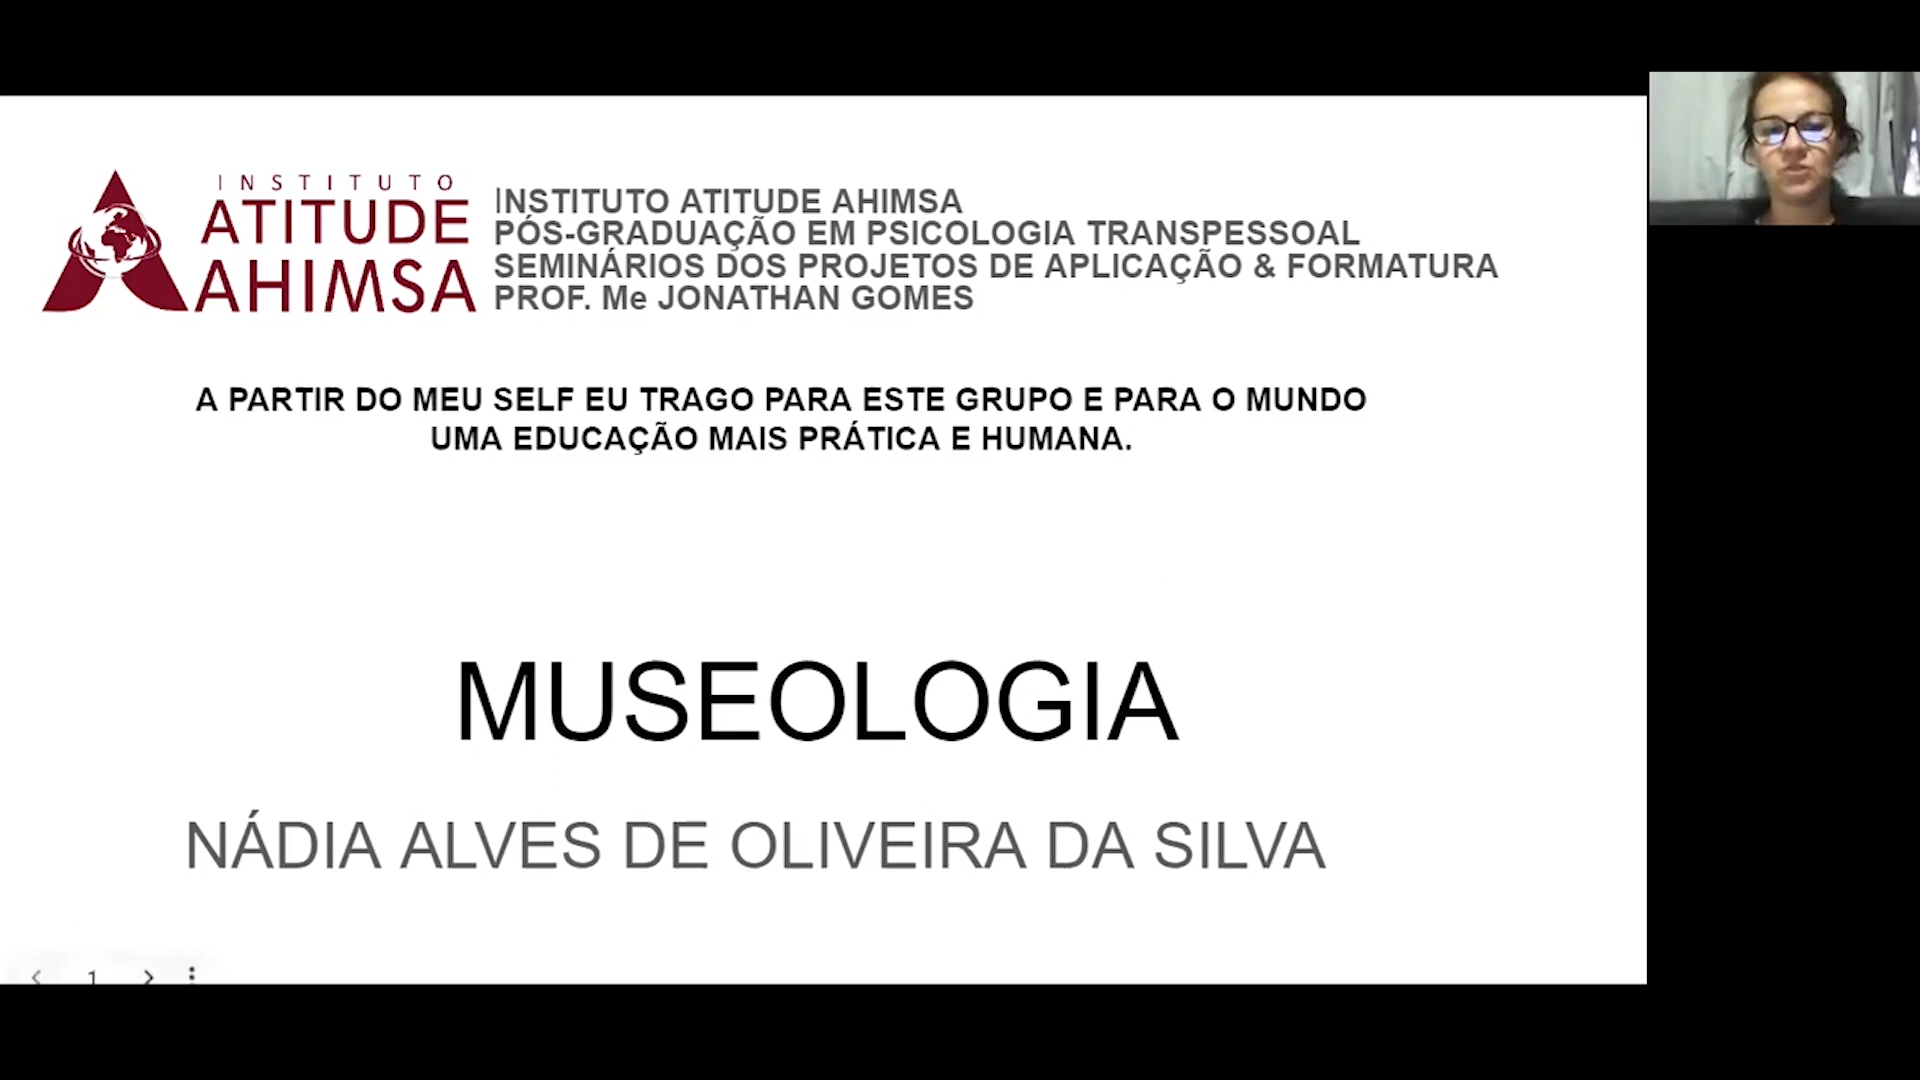 INSTITUTO
ATITUDE
AHIMSA
INSTITUTO ATITUDE AHIMSA
PÓS-GRADUAÇÃO EM PSICOLOGIA TRANSPESSOAL
SEMINÁRIOS DOS PROJETOS DE APLICAÇÃO & FORMATURA
PROF. Me JONATHAN GOMES
A PARTIR DO MEU SELF EU TRAGO PARA ESTE GRUPO E PARA O MUNDO
UMA EDUCAÇÃO MAIS PRÁTICA E HUMANA.
MUSEOLOGIA
NÁDIA ALVES DE OLIVEIRA DA SILVA
1